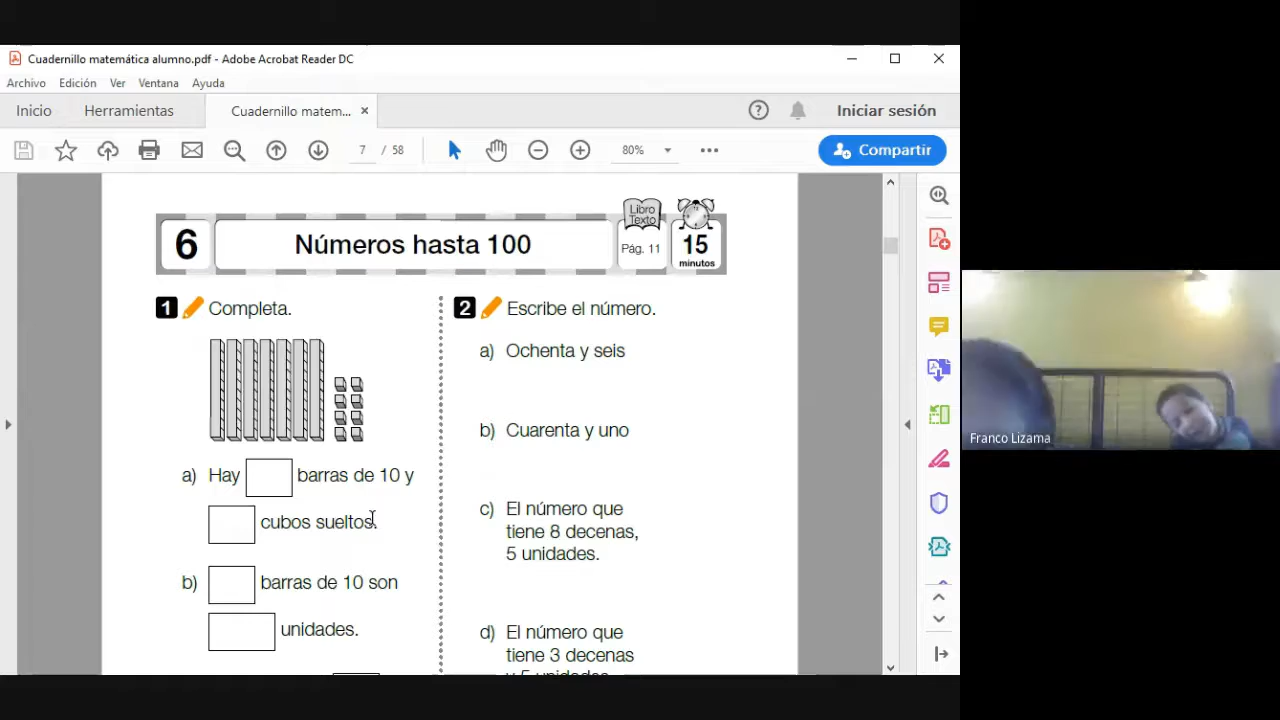 Cuadernillo matemática alumno.pdf - Adobe Acrobat Reader DC
Archivo Edición Ver Ventana Ayuda
Inicio Herramientas Cuadernillo matem... Iniciar sesión
7 / 58 80% Compartir
Libro
Texto
6 Números hasta 100 Pág. 11 15
minutos
1 Completa.
a) Hay barras de 10 y
cubos sueltos.
b) barras de 10 son
unidades.
2 Escribe el número.
a) Ochenta y seis
b) Cuarenta y uno
c) El número que
tiene 8 decenas,
5 unidades.
d) El número que
tiene 3 decenas
y 5 unidades
Franco Lizama